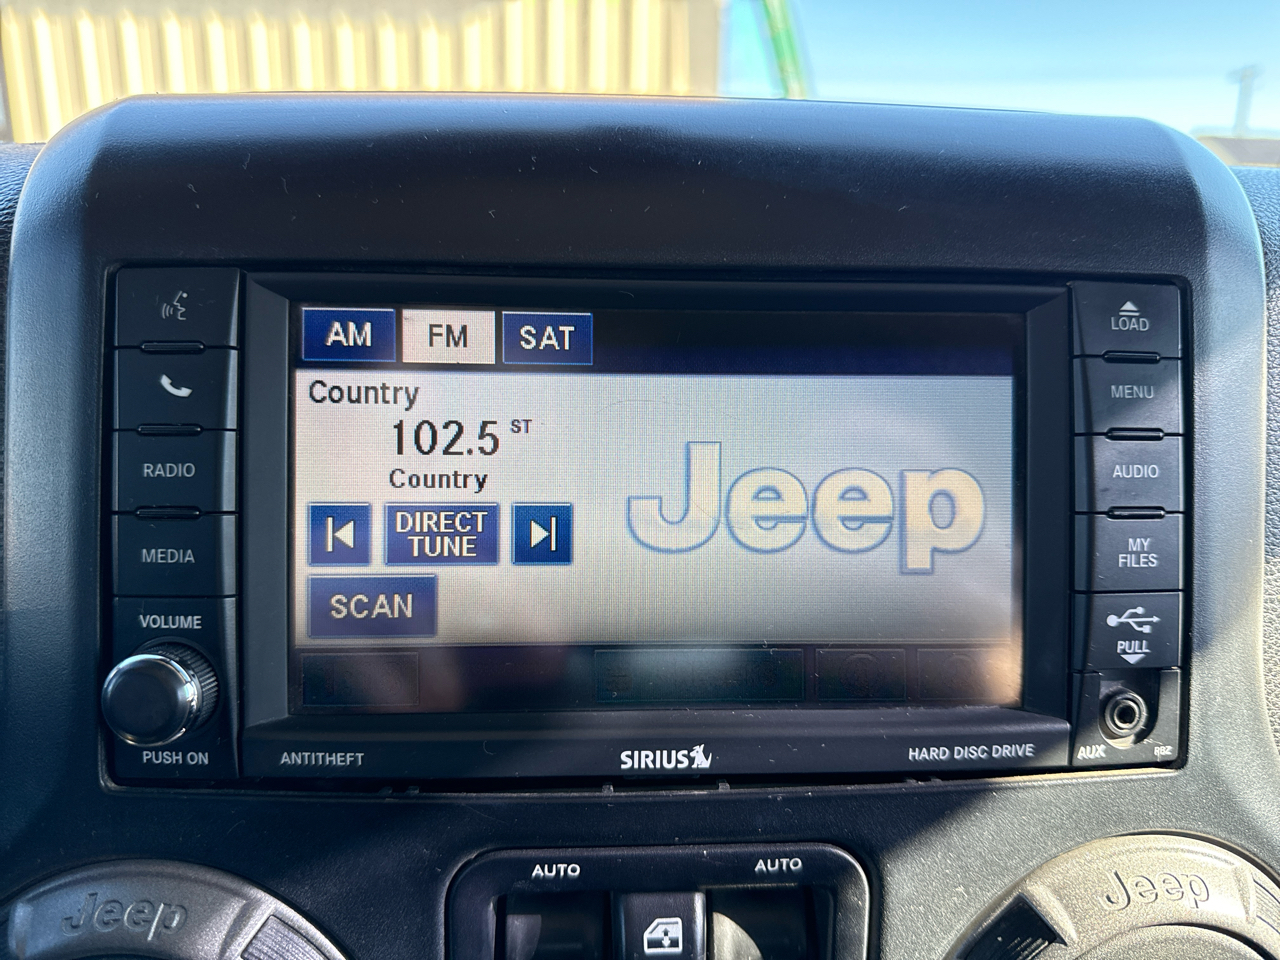 AM FM SAT
Country
102.5 ST
Country
DIRECT
TUNE
SCAN
Jeep
RADIO
MEDIA
VOLUME
PUSH ON
LOAD
MENU
AUDIO
MY
FILES
PULL
AUX
RBZ
ANTITHEFT
SIRIUS
HARD DISC DRIVE
AUTO
AUTO
Jeep
Jeep